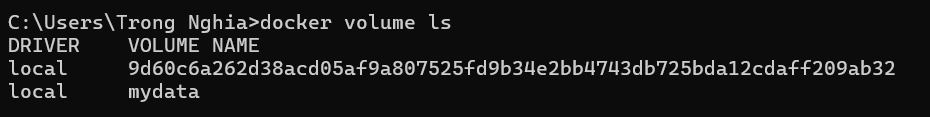 C:\Users\Trong Nghia>docker volume ls
DRIVER    VOLUME NAME
local     9d60c6a262d38acd05af9a807525fd9b34e2bb4743db725bda12cdaff209ab32
local     mydata